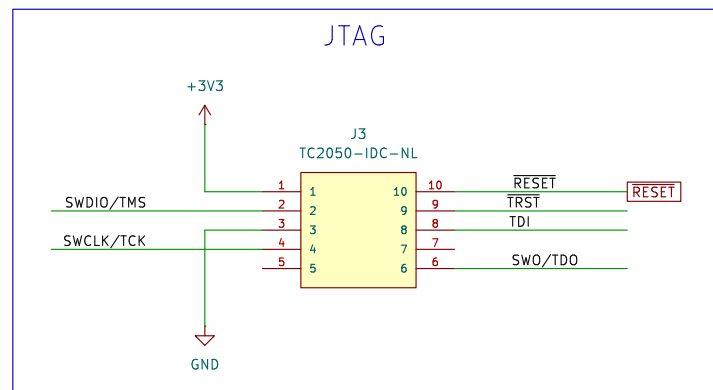 JTAG
+3V3
J3
TC2050-IDC-NL
1 1 10 10 RESET RESET
SWDIO/TMS 2 2 9 9 TRST
3 3 8 8 TDI
SWCLK/TCK 4 4 7 7
5 5 6 6 SWO/TDO
GND